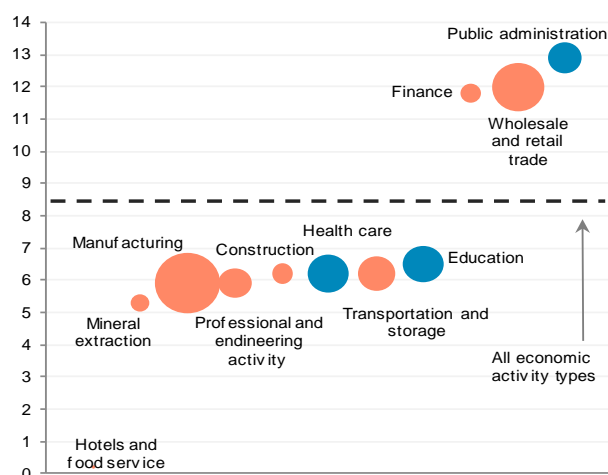 14
13
12
11
10
9
8
7
6
5
4
3
2
1
0
Public administration
Finance
Wholesale
and retail
trade
Health care
Manufacturing
Construction
Education
Mineral
extraction
Professional and
endineering
activity
Transportation and
storage
All economic
activity types
Hotels and
food service